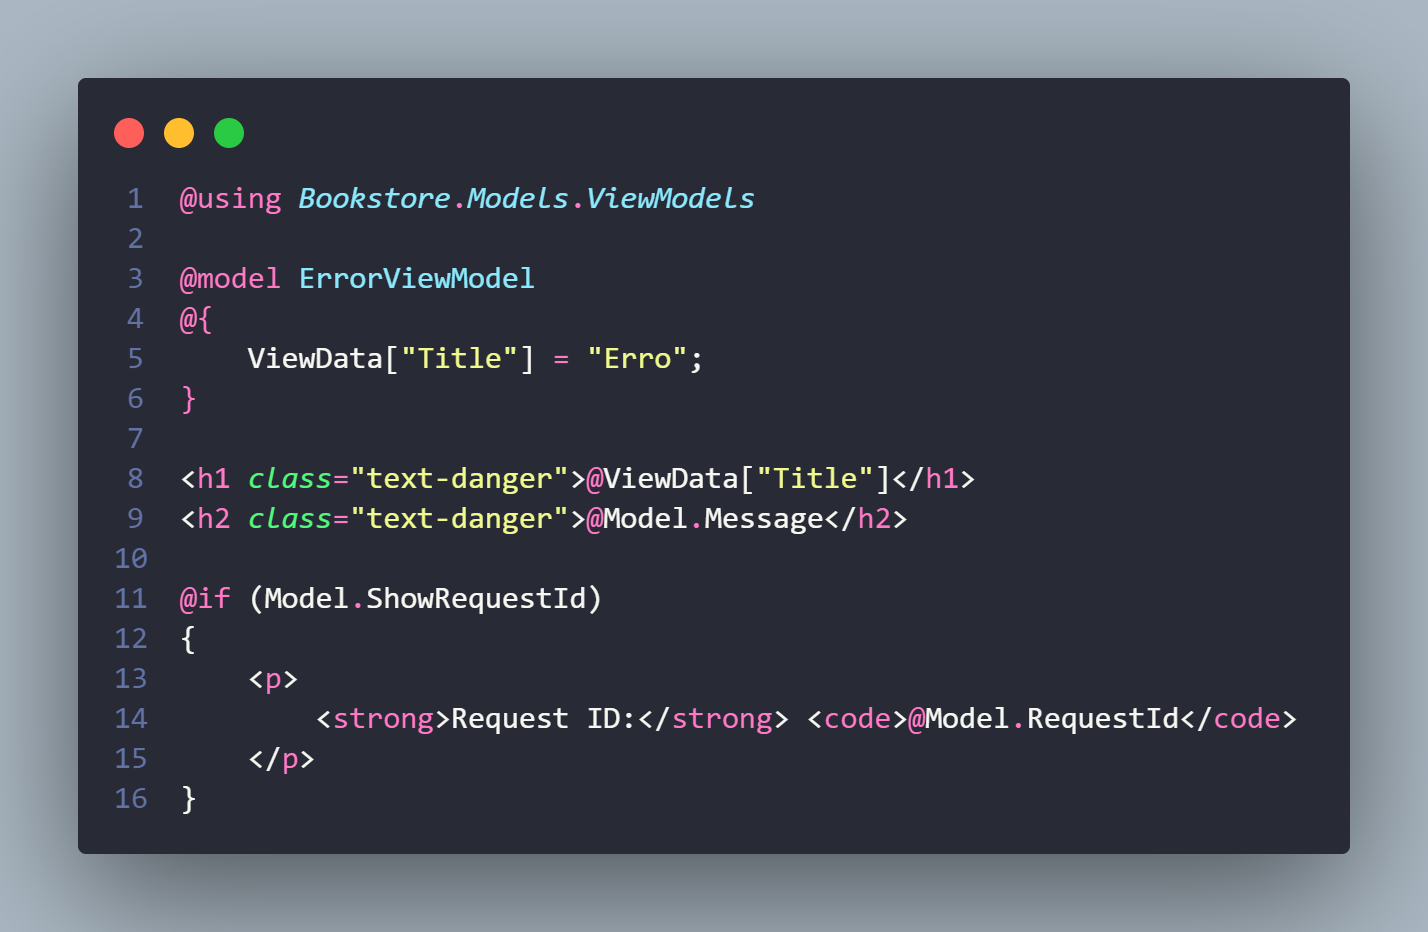 1 @using Bookstore.Models.ViewModels
2
3 @model ErrorViewModel
4 @{
5     ViewData["Title"] = "Erro";
6 }
7
8 <h1 class="text-danger">@ViewData["Title"]</h1>
9 <h2 class="text-danger">@Model.Message</h2>
10
11 @if (Model.ShowRequestId)
12 {
13     <p>
14         <strong>Request ID:</strong> <code>@Model.RequestId</code>
15     </p>
16 }